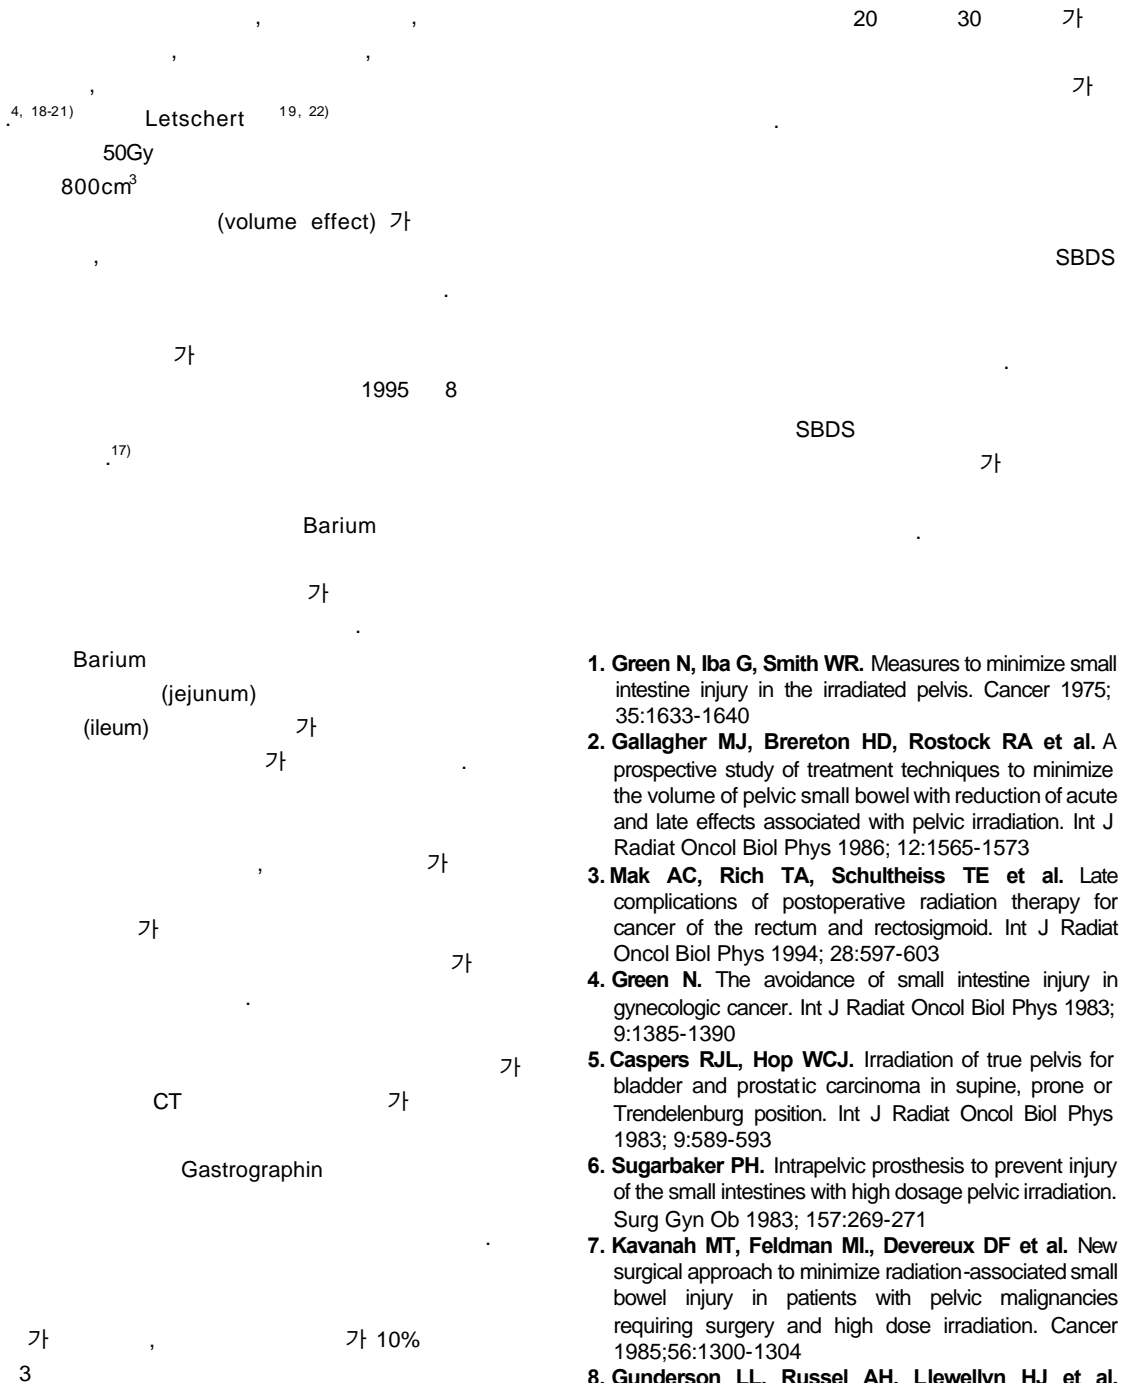 , ,
, ,
,
.4, 18-21) Letschert 19, 22)
50Gy
800cm3
(volume effect) 가
,
.
가
1995 8
.17)
Barium
가
.
Barium
(jejunum)
(ileum) 가
가 .
, 가
가
가
.
가
CT 가
Gastrographin
.
가 , 가 10%
3
20 30 가
가
.
SBDS
.
SBDS
가
.
1. Green N, Iba G, Smith WR. Measures to minimize small
intestine injury in the irradiated pelvis. Cancer 1975;
35:1633-1640
2. Gallagher MJ, Brereton HD, Rostock RA et al. A
prospective study of treatment techniques to minimize
the volume of pelvic small bowel with reduction of acute
and late effects associated with pelvic irradiation. Int J
Radiat Oncol Biol Phys 1986; 12:1565-1573
3. Mak AC, Rich TA, Schultheiss TE et al. Late
complications of postoperative radiation therapy for
cancer of the rectum and rectosigmoid. Int J Radiat
Oncol Biol Phys 1994; 28:597-603
4. Green N. The avoidance of small intestine injury in
gynecologic cancer. Int J Radiat Oncol Biol Phys 1983;
9:1385-1390
5. Caspers RJL, Hop WCJ. Irradiation of true pelvis for
bladder and prostatic carcinoma in supine, prone or
Trendelenburg position. Int J Radiat Oncol Biol Phys
1983; 9:589-593
6. Sugarbaker PH. Intrapelvic prosthesis to prevent injury
of the small intestines with high dosage pelvic irradiation.
Surg Gyn Ob 1983; 157:269-271
7. Kavanah MT, Feldman MI., Devereux DF et al. New
surgical approach to minimize radiation-associated small
bowel injury in patients with pelvic malignancies
requiring surgery and high dose irradiation. Cancer
1985;56:1300-1304
8. Gunderson LL, Russel AH, Llewellyn HJ et al.